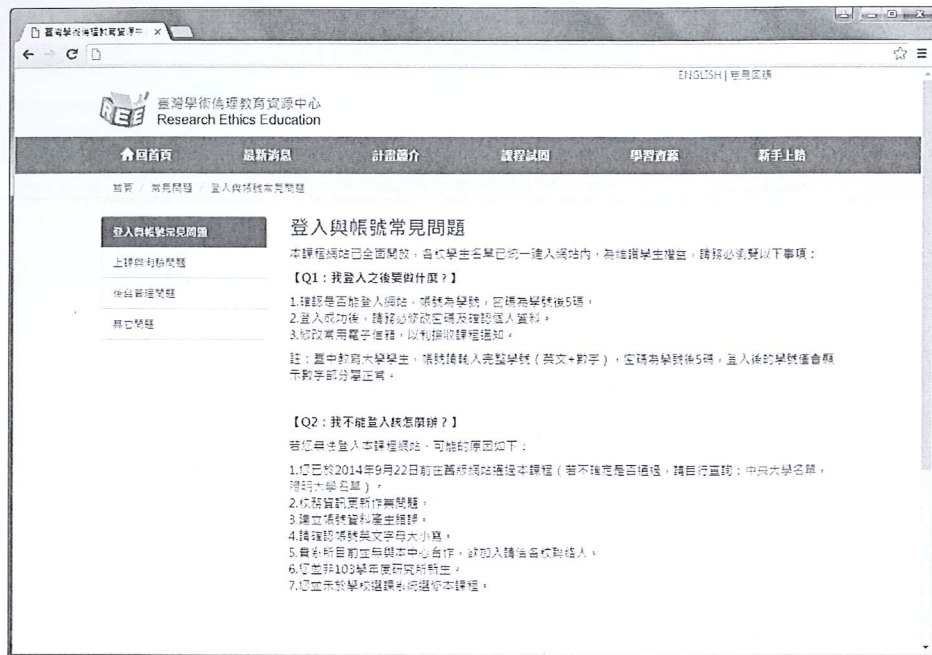 臺灣學術倫理教育資源中
ENGLISH | 意見回饋
REE
臺灣學術倫理教育資源中心
Research Ethics Education
回首頁 最新消息 計畫簡介 課程試閱 學習資源 新手上路
首頁 / 常見問題 / 登入與帳號常見問題
登入與帳號常見問題
上課與測驗問題
後台管理問題
其它問題
登入與帳號常見問題
本課程網站已全面開放，各校學生名單已統一建入網站內，為維護學生權益，請務必瀏覽以下事項：
【Q1：我登入之後要做什麼？】
1.確認是否能登入網站，帳號為學號，密碼為學號後5碼。
2.登入成功後，請務必修改密碼及確認個人資料。
3.修改常用電子信箱，以利接收課程通知。
註：臺中教育大學學生，帳號請輸入完整學號（英文+數字），密碼為學號後5碼，登入後的學號僅會顯
示數字部分屬正常。
【Q2：我不能登入該怎麼辦？】
若您無法登入本課程網站，可能的原因如下：
1.您已於2014年9月22日前在舊版網站通過本課程（若不確定是否通過，請自行查詢：中央大學名單，
陽明大學名單）。
2.校務資訊更新作業問題。
3.建立帳號資料產生錯誤。
4.請確認帳號英文字母大小寫。
5.貴系所目前並無與本中心合作，欲加入請洽各校聯絡人。
6.您並非103學年度研究所新生。
7.您並未於學校選課系統選修本課程。